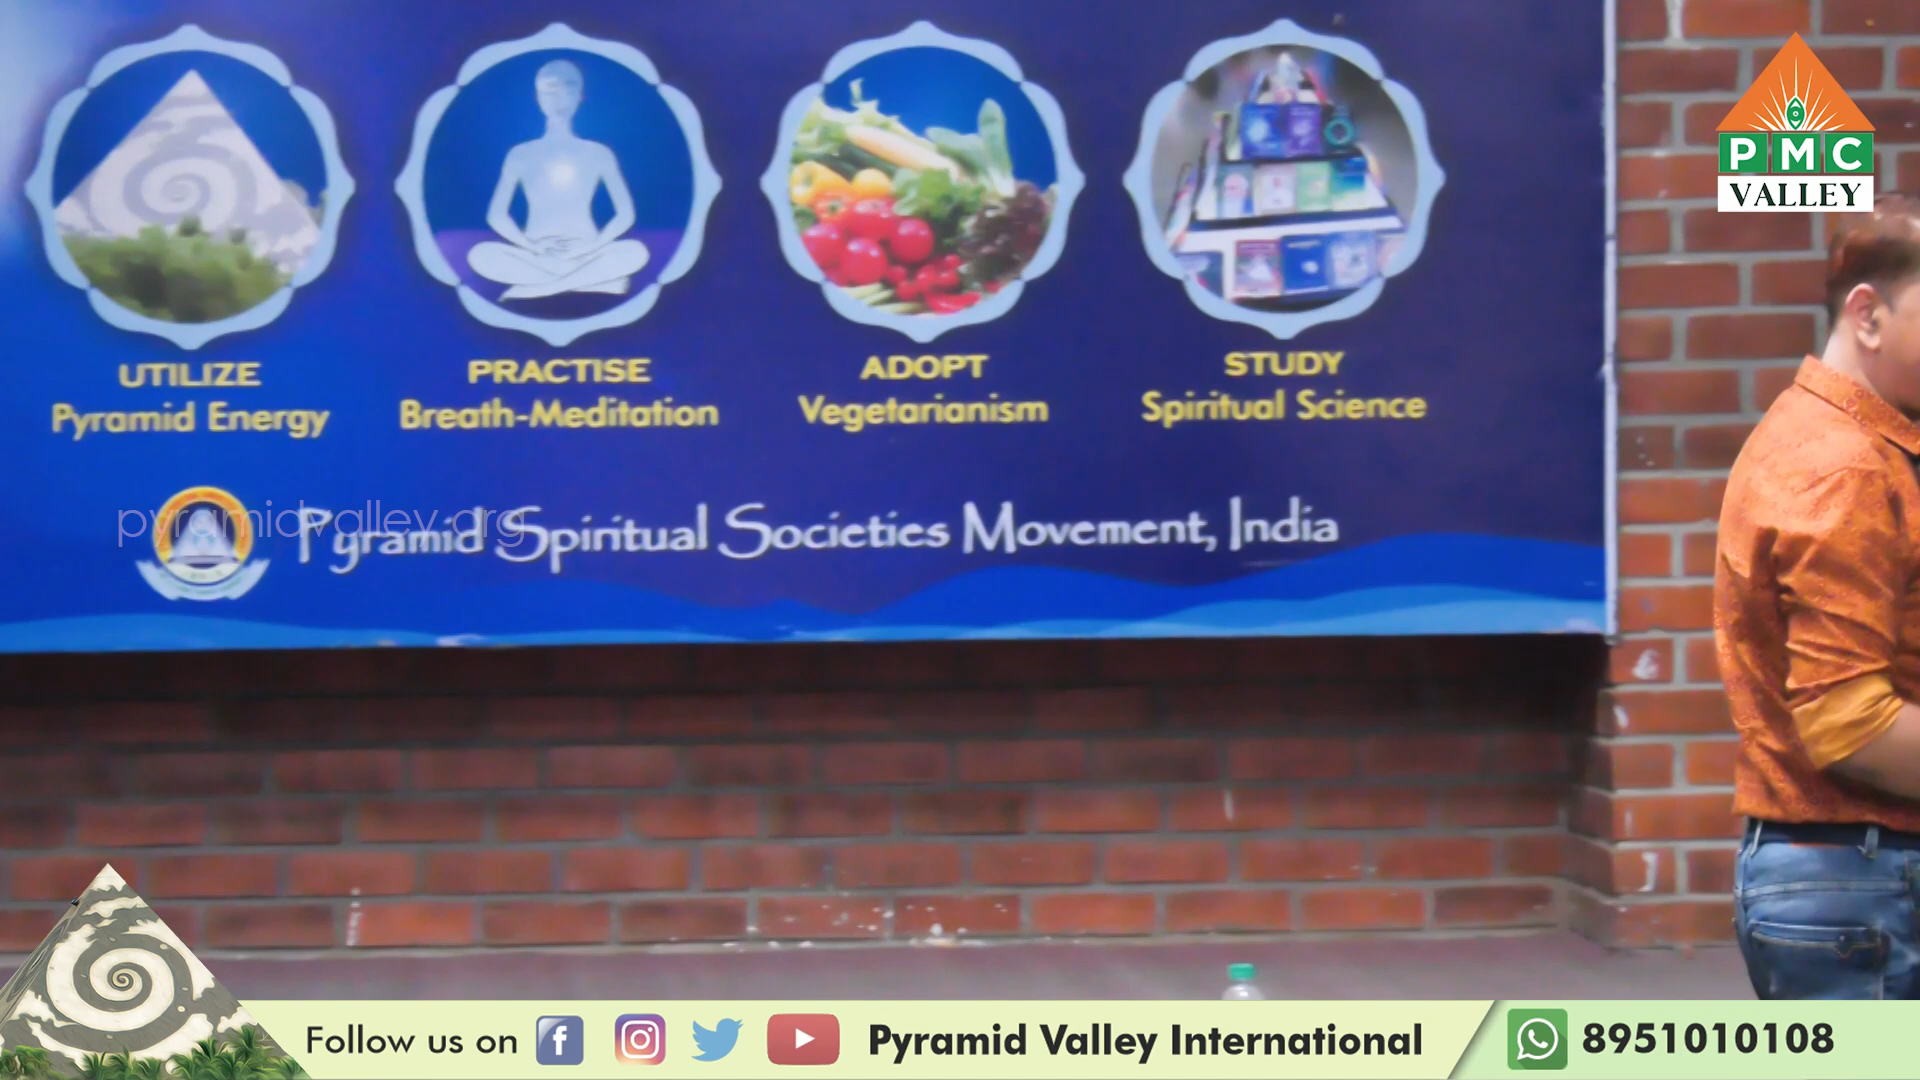 UTILIZE
Pyramid Energy
PRACTISE
Breath-Meditation
ADOPT
Vegetarianism
STUDY
Spiritual Science
pyramidvalley.org
Pyramid Spiritual Societies Movement, India
PMC
VALLEY
Follow us on
Pyramid Valley International
8951010108